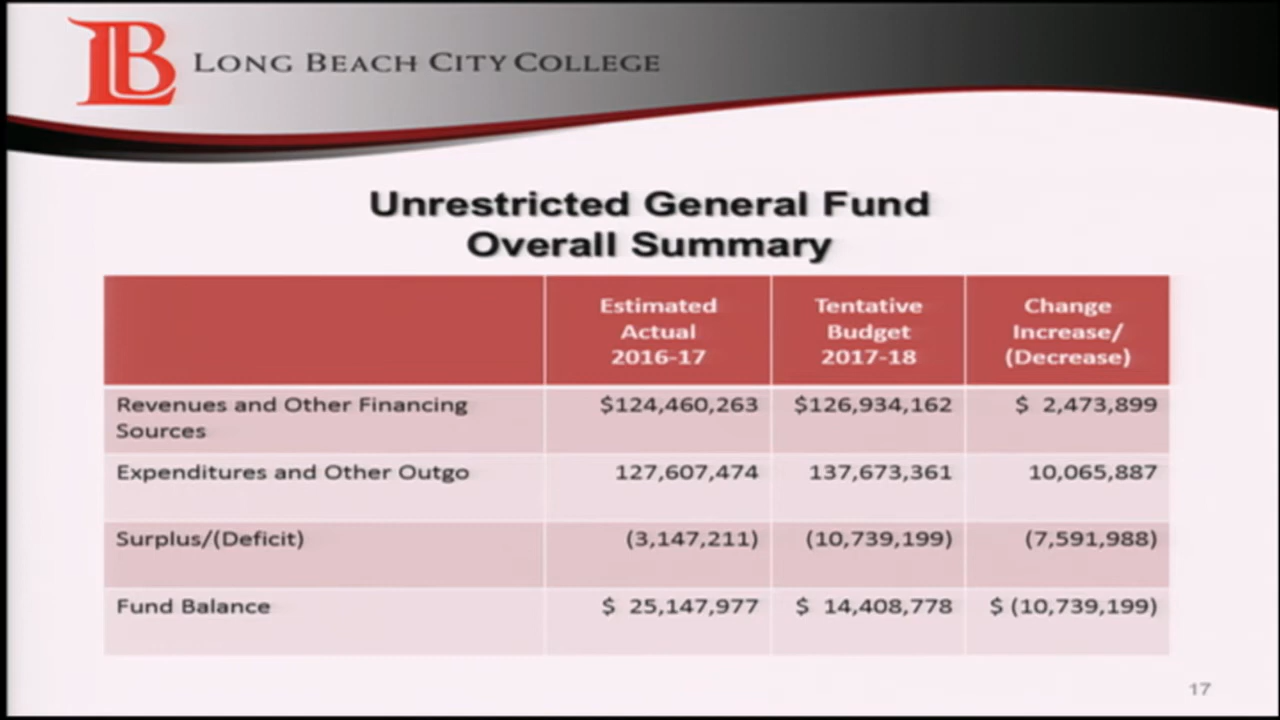 LB LONG BEACH CITY COLLEGE
Unrestricted General Fund
Overall Summary
Estimated
Actual
2016-17
Tentative
Budget
2017-18
Change
Increase/
(Decrease)
Revenues and Other Financing
Sources
$124,460,263
$126,934,162
$ 2,473,899
Expenditures and Other Outgo
127,607,474
137,673,361
10,065,887
Surplus/(Deficit)
(3,147,211)
(10,739,199)
(7,591,988)
Fund Balance
$ 25,147,977
$ 14,408,778
$ (10,739,199)
17